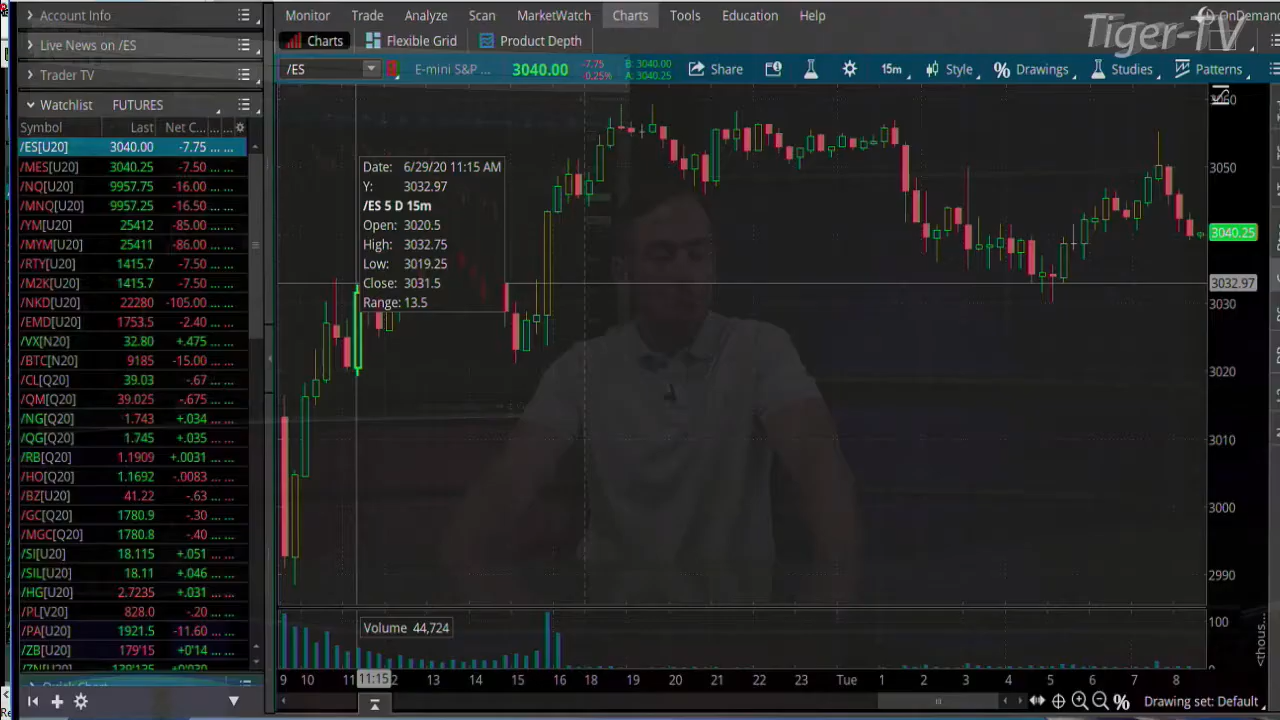 Account Info
Monitor Trade Analyze Scan MarketWatch Charts Tools Education Help
OnDemand
Tiger-TV
Live News on /ES
Charts Flexible Grid Product Depth
Trader TV
/ES E-mini S&P ... 3040.00 -7.75 -0.25% B: 3040.00 A: 3040.25 Share 15m Style Drawings Studies Patterns
Watchlist FUTURES
Symbol Last Net C... ... ...
/ES[U20] 3040.00 -7.75 ... ...
/MES[U20] 3040.25 -7.50 ... ...
/NQ[U20] 9957.75 -16.00 ... ...
/MNQ[U20] 9957.25 -16.50 ... ...
/YM[U20] 25412 -85.00 ... ...
/MYM[U20] 25411 -86.00 ... ...
/RTY[U20] 1415.7 -7.50 ... ...
/M2K[U20] 1415.7 -7.50 ... ...
/NKD[U20] 22280 -105.00 ... ...
/EMD[U20] 1753.5 -2.40 ... ...
/VX[N20] 32.80 +.475 ... ...
/BTC[N20] 9185 -15.00 ... ...
/CL[Q20] 39.03 -.67 ... ...
/QM[Q20] 39.025 -.675 ... ...
/NG[Q20] 1.743 +.034 ... ...
/QG[Q20] 1.745 +.035 ... ...
/RB[Q20] 1.1909 +.0031 ... ...
/HO[Q20] 1.1692 -.0083 ... ...
/BZ[U20] 41.22 -.63 ... ...
/GC[Q20] 1780.9 -.30 ... ...
/MGC[Q20] 1780.8 -.40 ... ...
/SI[U20] 18.115 +.051 ... ...
/SIL[U20] 18.11 +.046 ... ...
/HG[U20] 2.7235 +.031 ... ...
/PL[V20] 828.0 -.20 ... ...
/PA[U20] 1921.5 -11.60 ... ...
/ZB[U20] 179'15 +0'14 ... ...
/ZN[U20] 139'135 +0'030
Quick Chart
Date: 6/29/20 11:15 AM
Y: 3032.97
/ES 5 D 15m
Open: 3020.5
High: 3032.75
Low: 3019.25
Close: 3031.5
Range: 13.5
3060
3050
3040.25
3032.97
3030
3020
3010
3000
2990
Volume 44,724
100
<thous...
9 10 11:15 2 13 14 15 16 18 19 20 21 22 23 Tue 1 2 3 4 5 6 7 8
Drawing set: Default